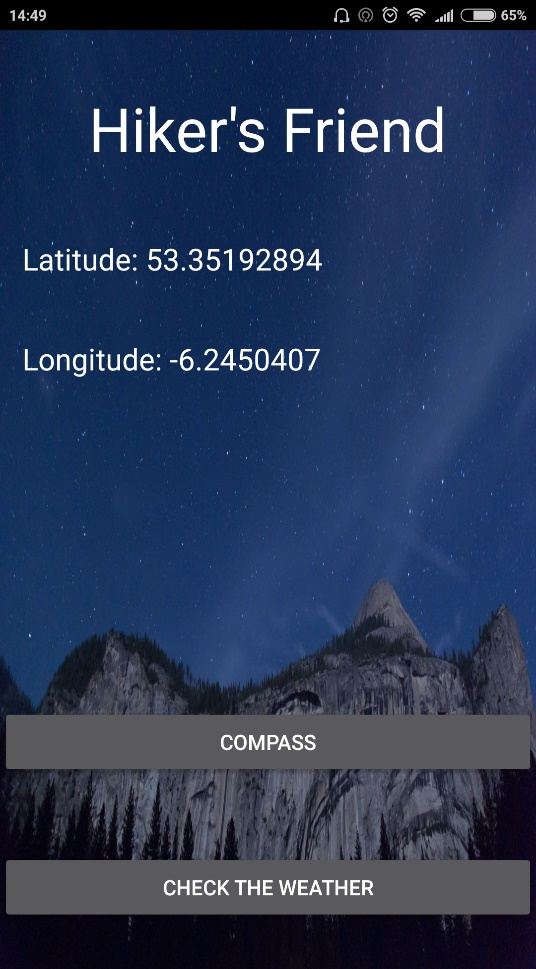 14:49 65%
Hiker's Friend
Latitude: 53.35192894
Longitude: -6.2450407
COMPASS
CHECK THE WEATHER